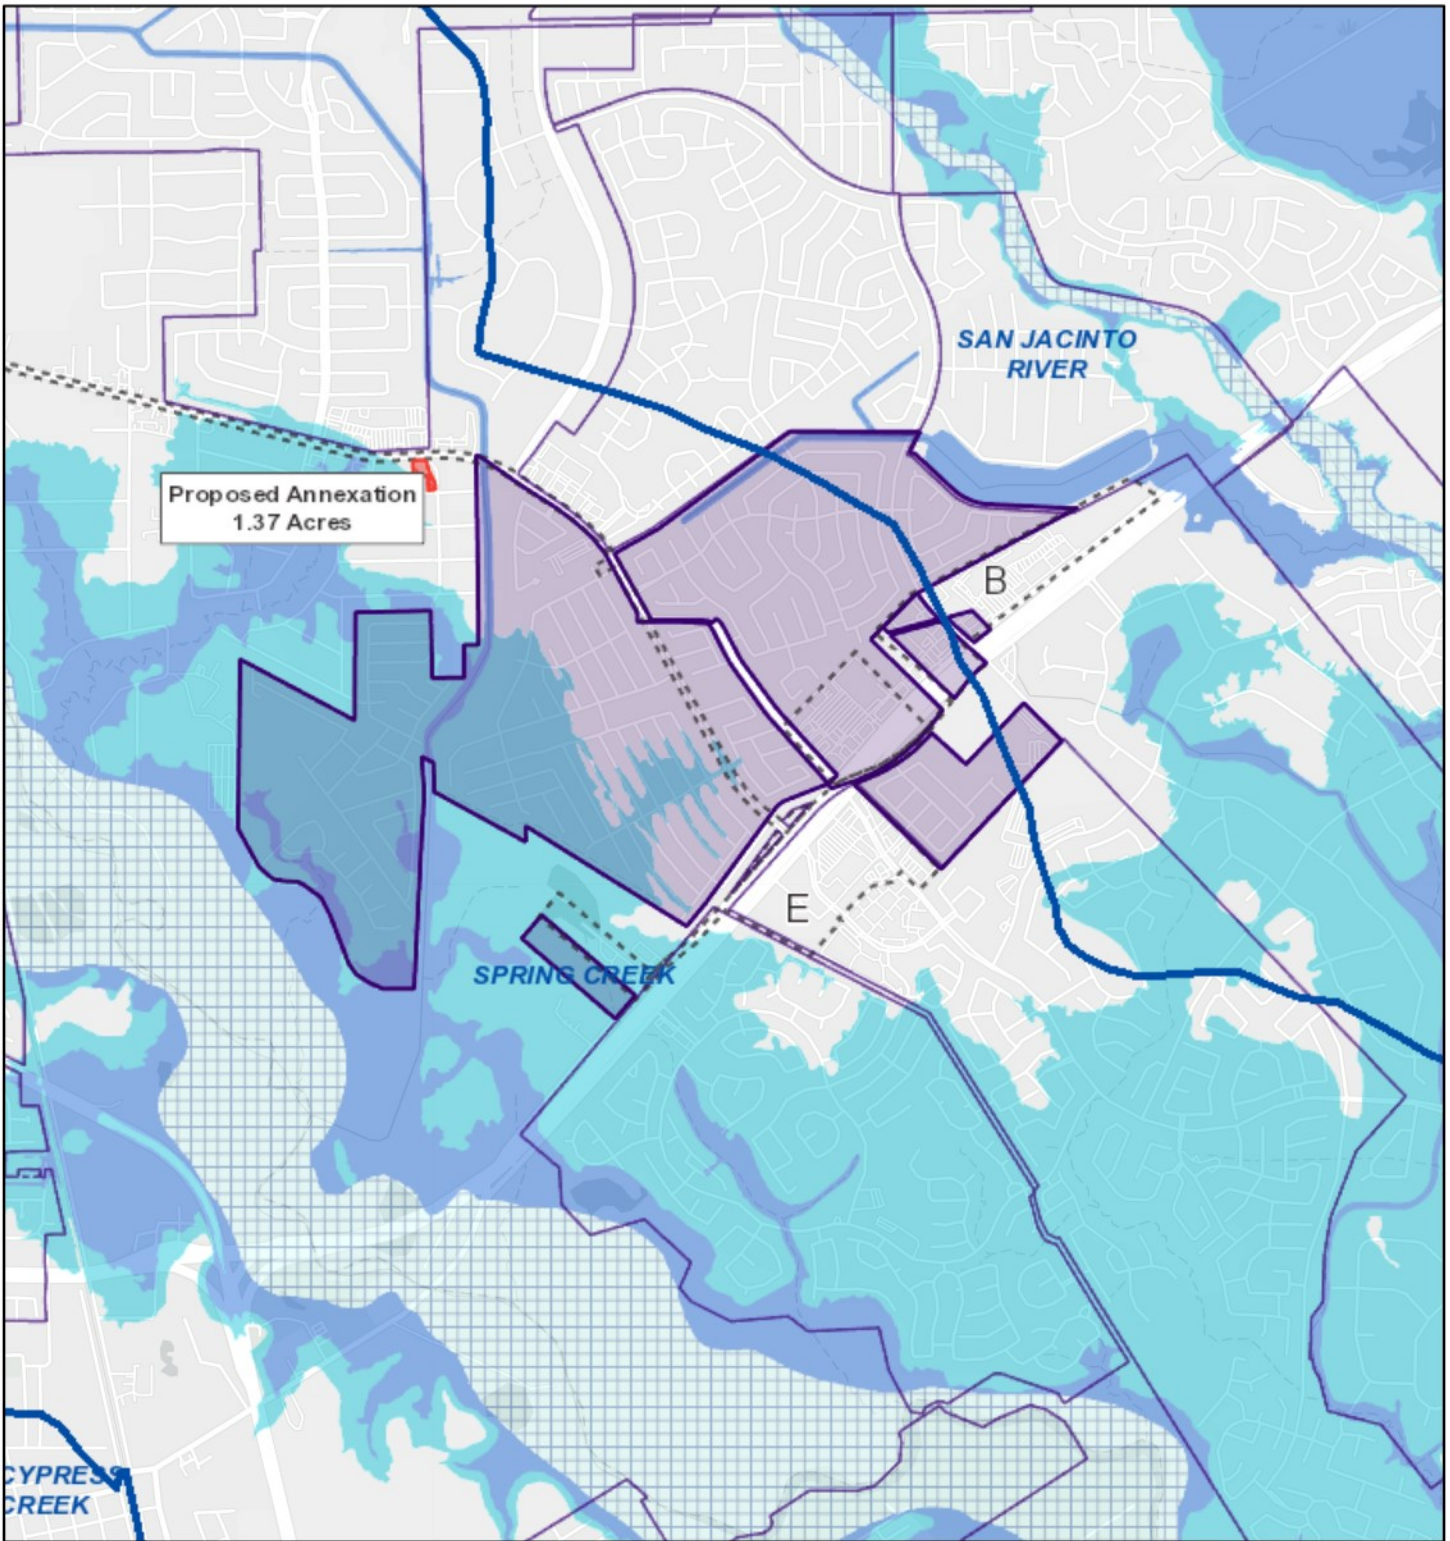 SAN JACINTO
RIVER
Proposed Annexation
1.37 Acres
B
E
SPRING CREEK
CYPRESS
CREEK